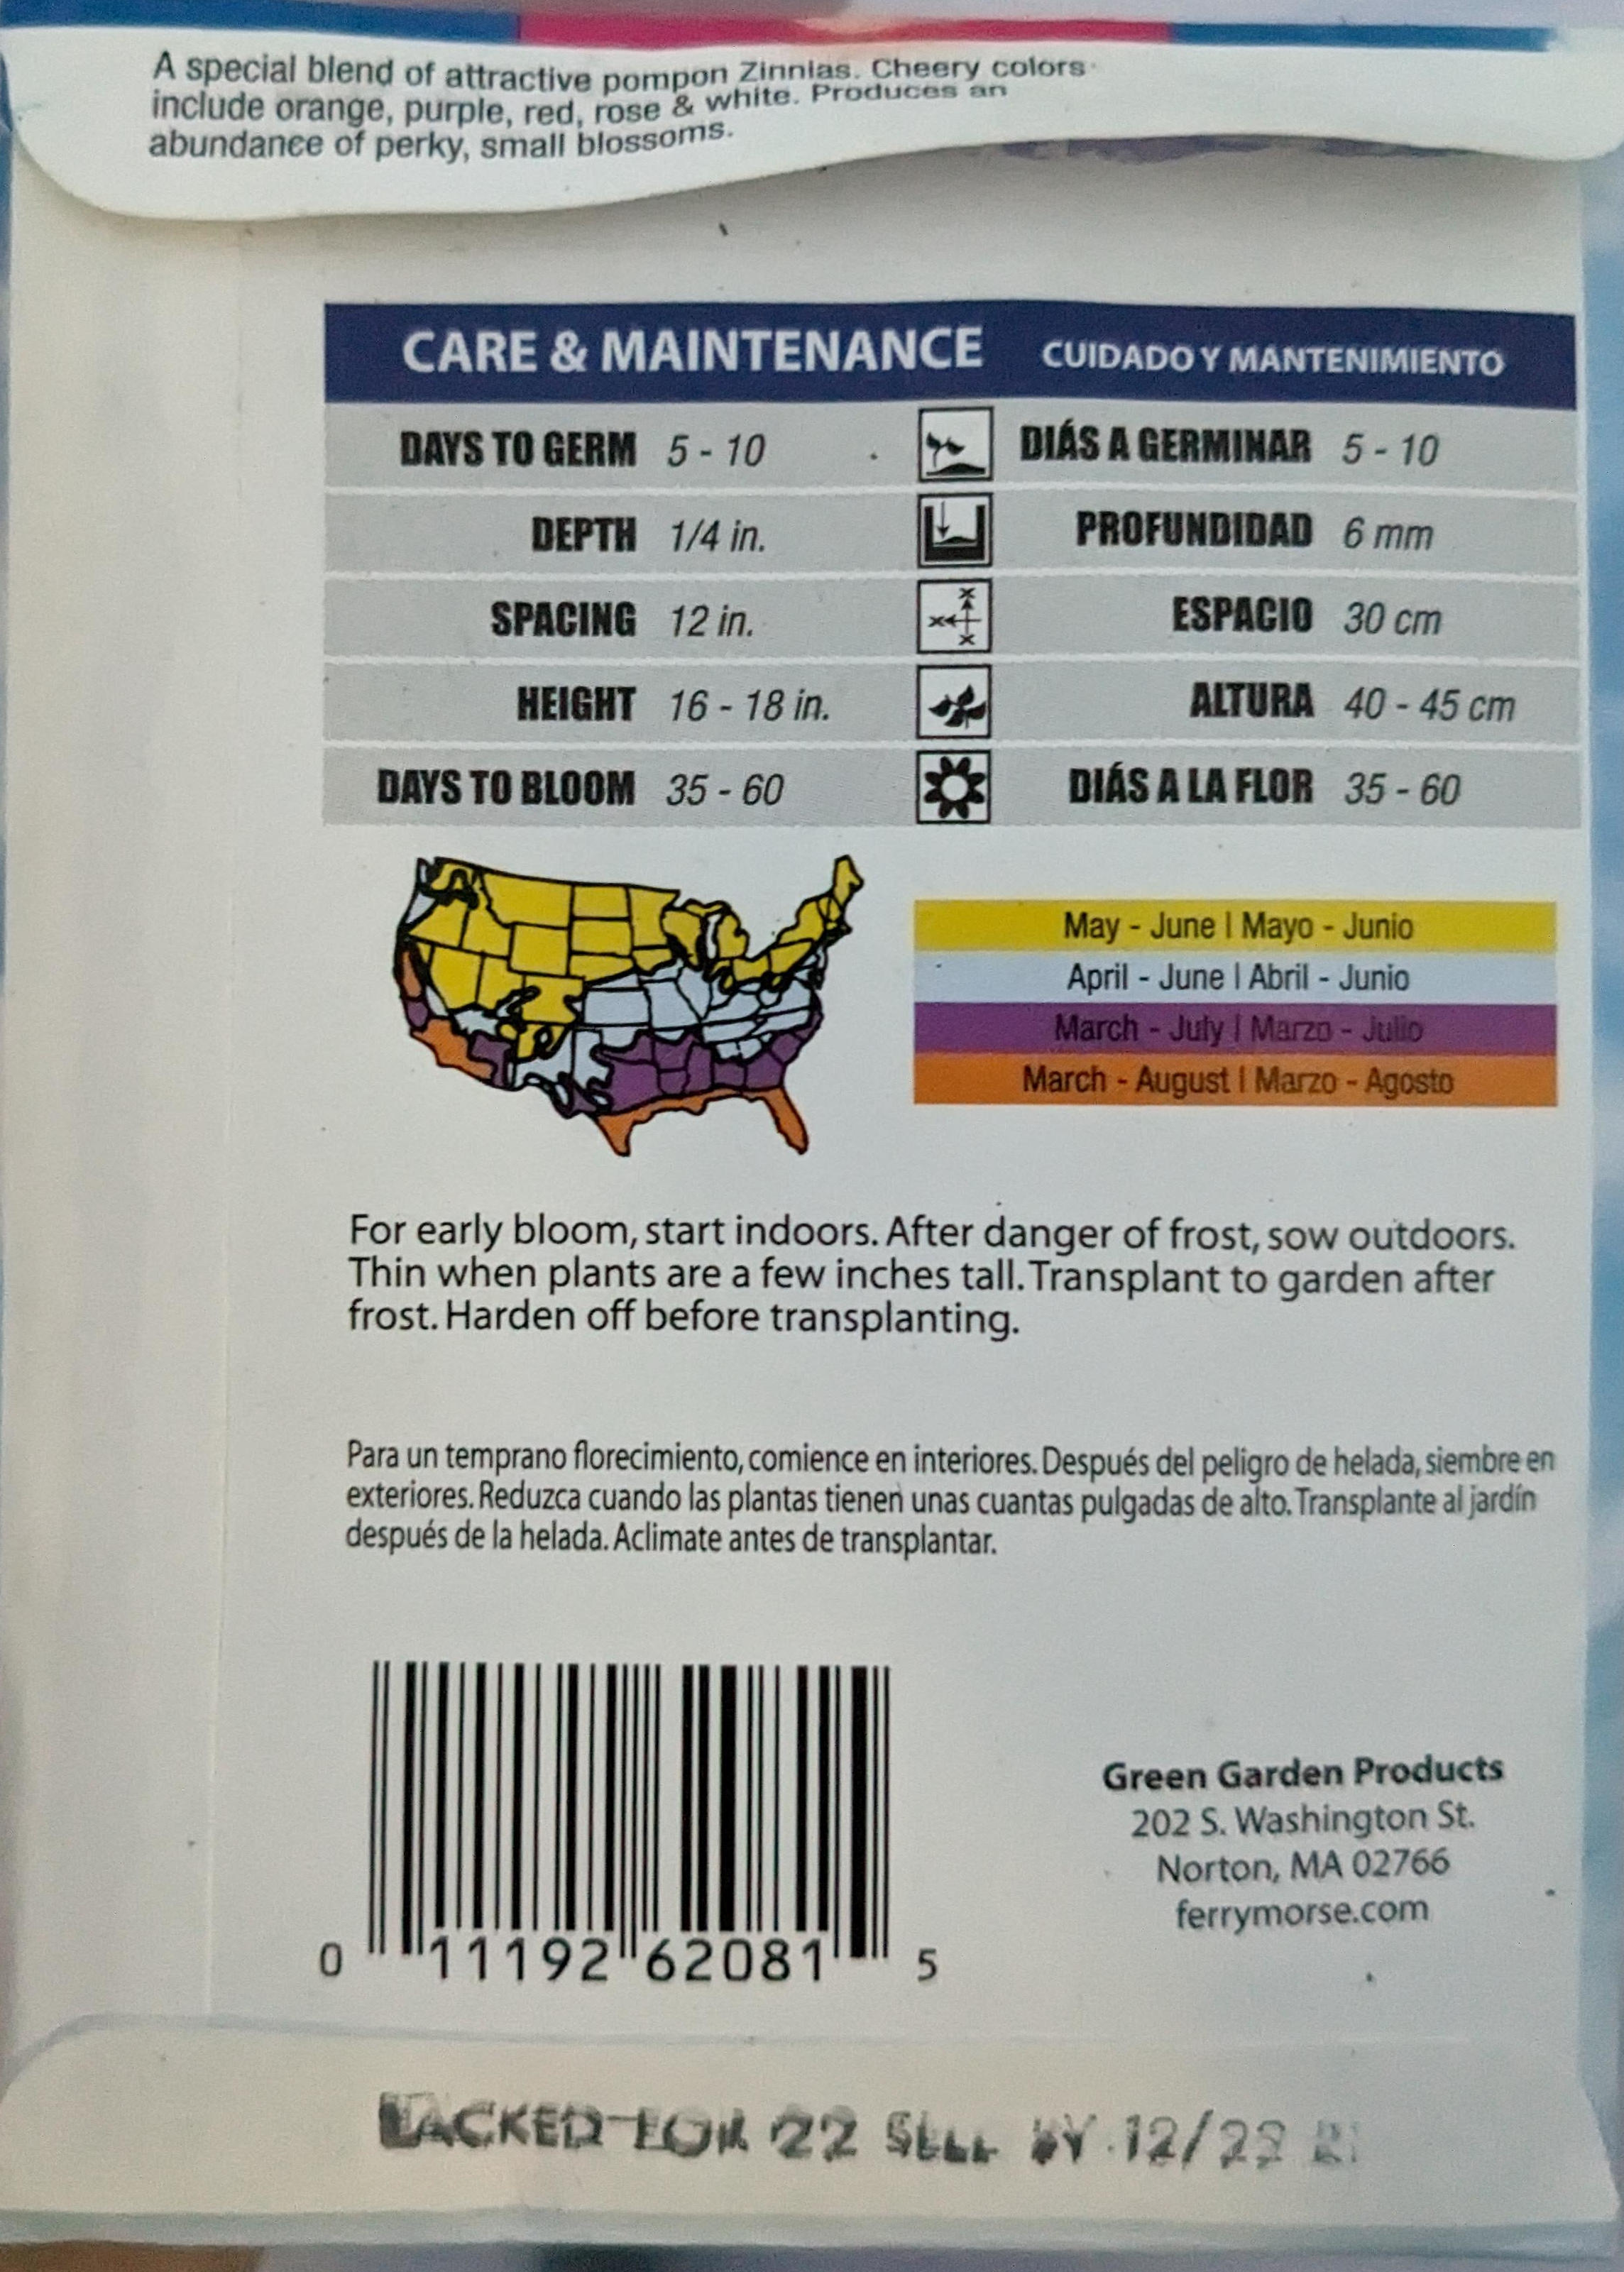 A special blend of attractive pompon Zinnias. Cheery colors
include orange, purple, red, rose & white. Produces an
abundance of perky, small blossoms.
CARE & MAINTENANCE CUIDADO Y MANTENIMIENTO
DAYS TO GERM 5 - 10 DIÁS A GERMINAR 5 - 10
DEPTH 1/4 in. PROFUNDIDAD 6 mm
SPACING 12 in. ESPACIO 30 cm
HEIGHT 16 - 18 in. ALTURA 40 - 45 cm
DAYS TO BLOOM 35 - 60 DIÁS A LA FLOR 35 - 60
May - June | Mayo - Junio
April - June | Abril - Junio
March - July | Marzo - Julio
March - August | Marzo - Agosto
For early bloom, start indoors. After danger of frost, sow outdoors.
Thin when plants are a few inches tall. Transplant to garden after
frost. Harden off before transplanting.
Para un temprano florecimiento, comience en interiores. Después del peligro de helada, siembre en
exteriores. Reduzca cuando las plantas tienen unas cuantas pulgadas de alto. Transplante al jardín
después de la helada. Aclimate antes de transplantar.
Green Garden Products
202 S. Washington St.
Norton, MA 02766
ferrymorse.com
0 11192 62081 5
PACKED FOR 22 SELL BY 12/22